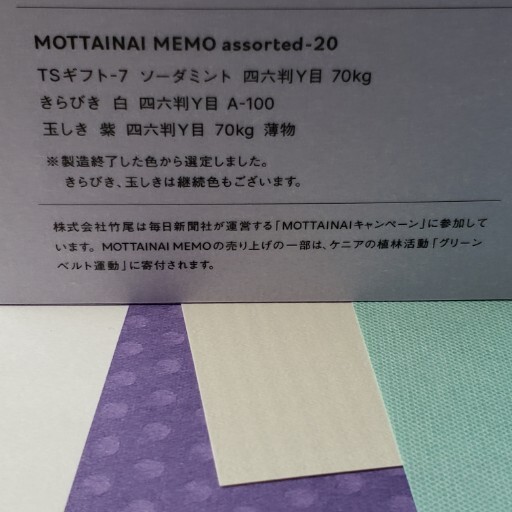 MOTTAINAI MEMO assorted-20
TSギフト-7 ソーダミント 四六判Y目 70kg
きらびき 白 四六判Y目 A-100
玉しき 紫 四六判Y目 70kg 薄物
※製造終了した色から選定しました。
きらびき、玉しきは継続色もございます。
株式会社竹尾は毎日新聞社が運営する「MOTTAINAIキャンペーン」に参加して
います。MOTTAINAI MEMOの売り上げの一部は、ケニアの植林活動「グリーン
ベルト運動」に寄付されます。